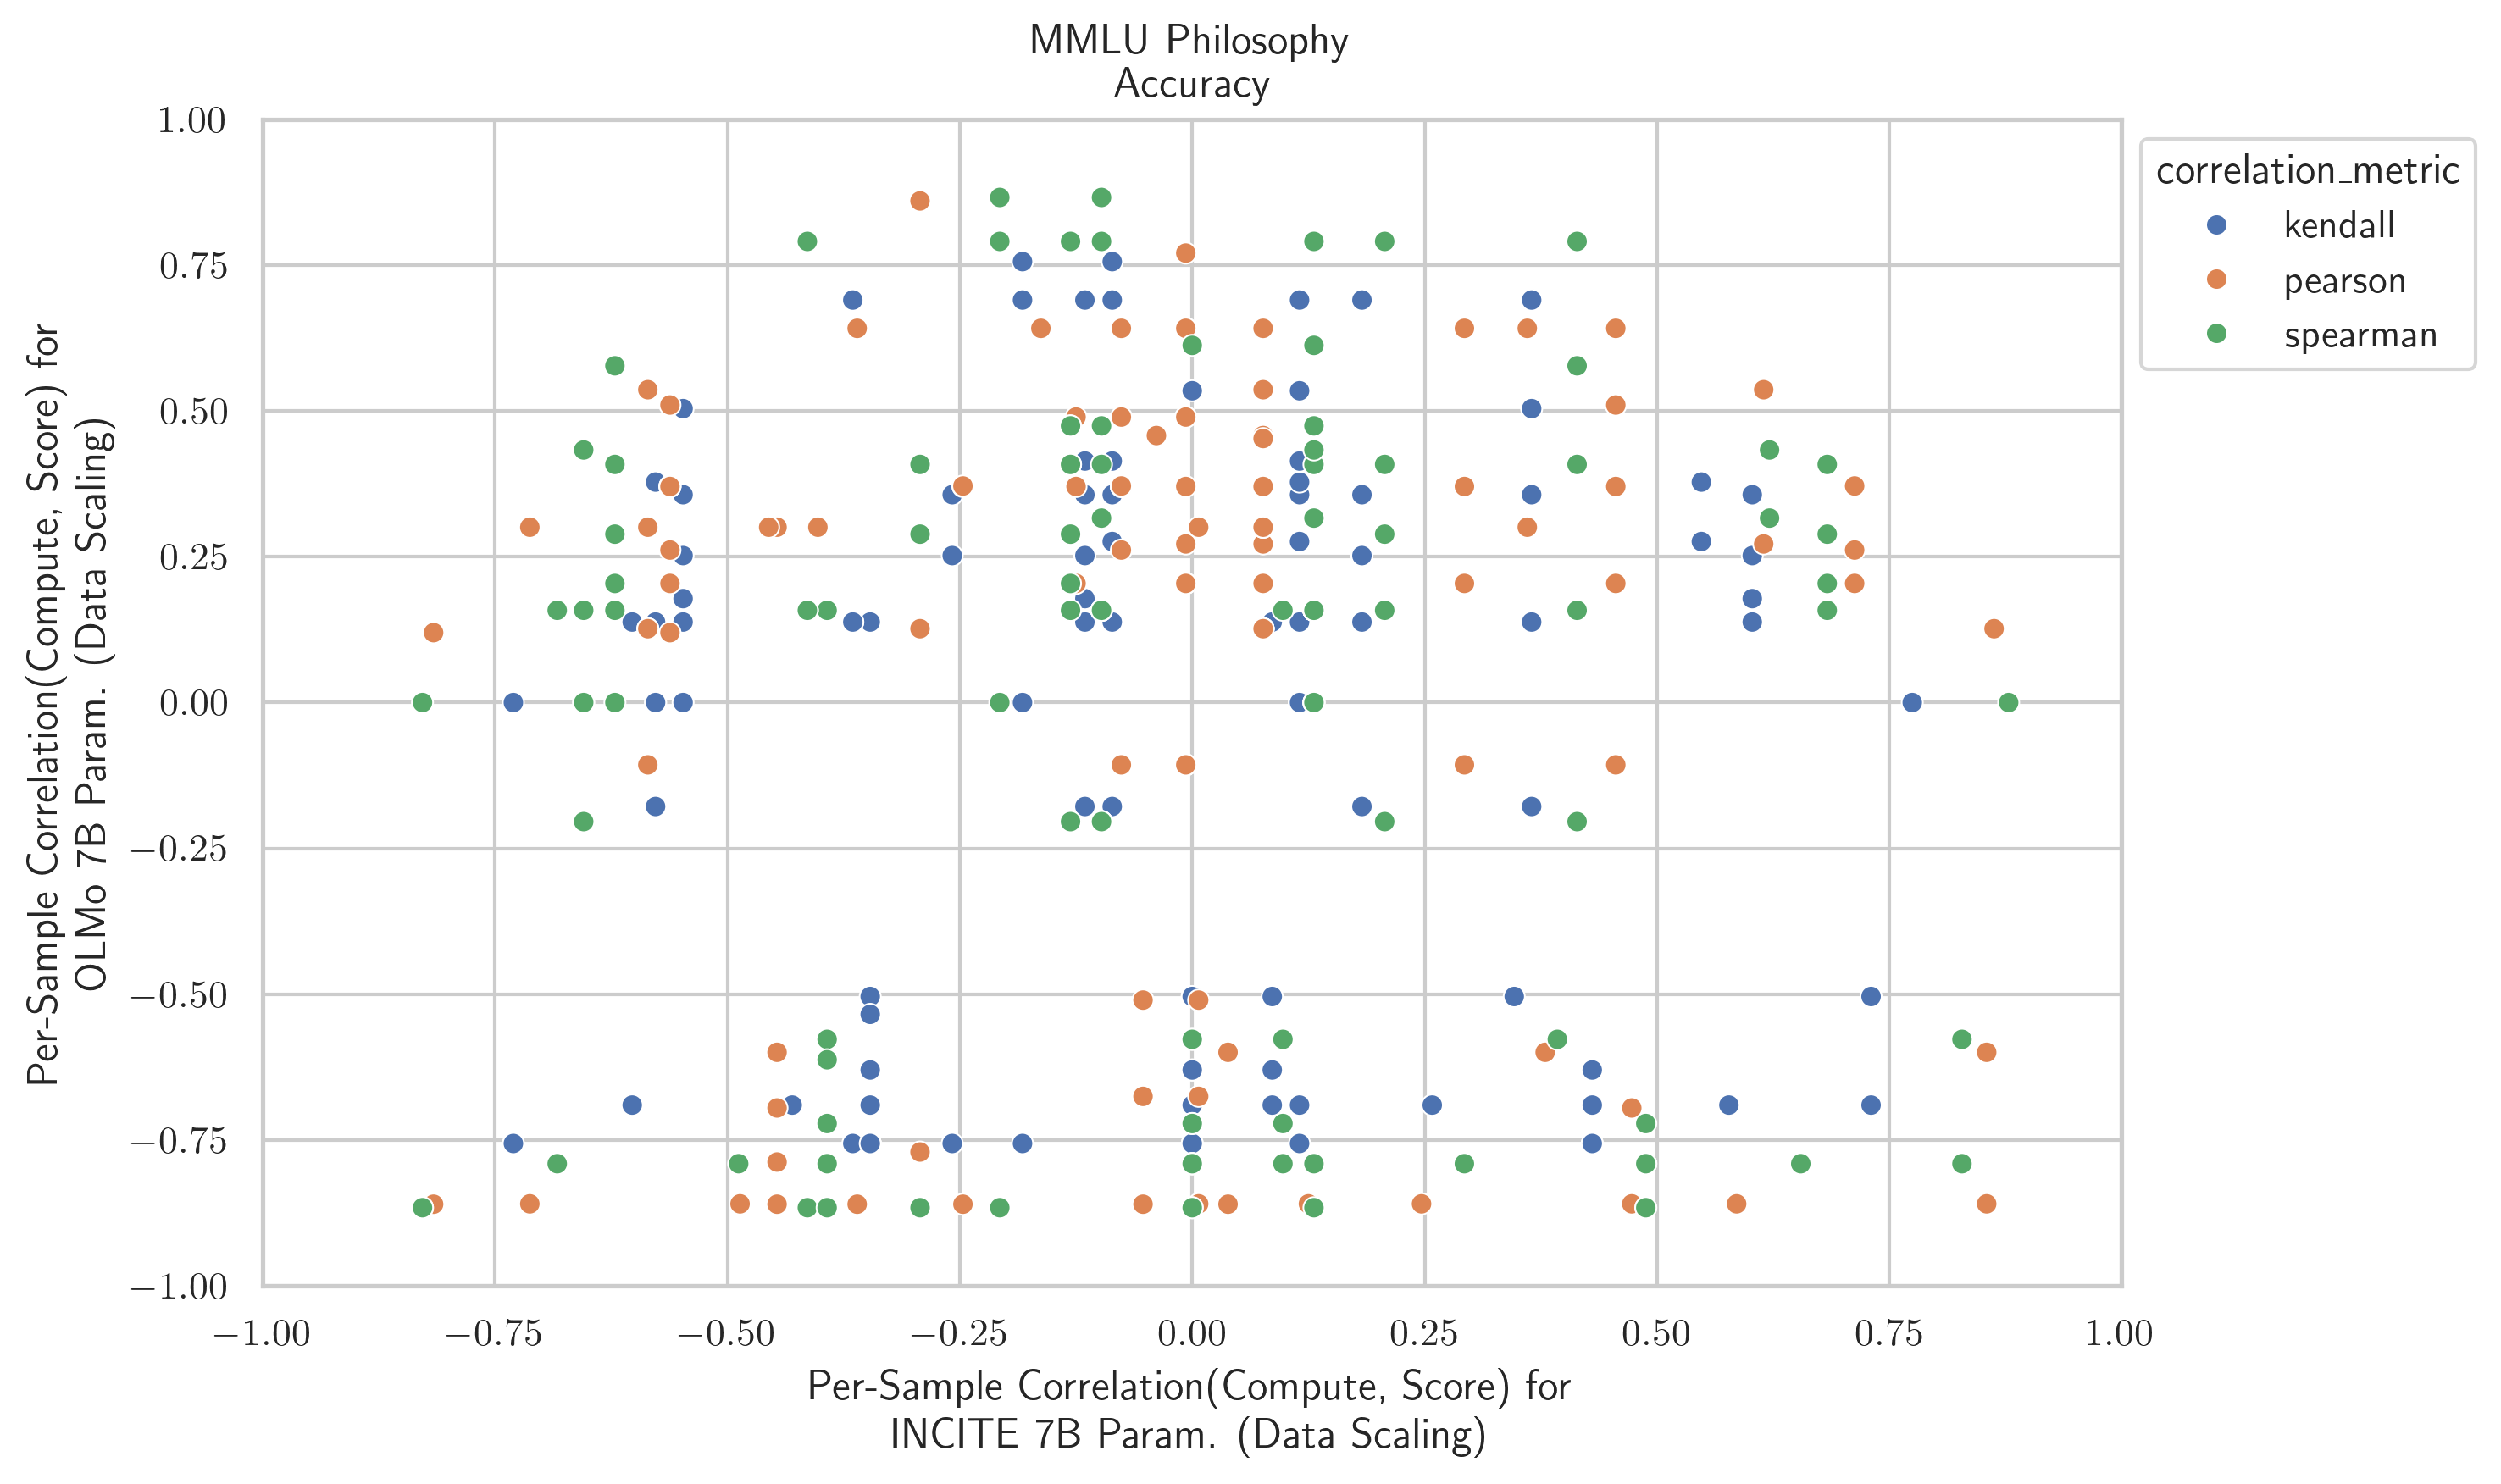 MMLU Philosophy
Accuracy
Per-Sample Correlation(Compute, Score) for
OLMo 7B Param. (Data Scaling)
1.00
0.75
0.50
0.25
0.00
−0.25
−0.50
−0.75
−1.00
−1.00
−0.75
−0.50
−0.25
0.00
0.25
0.50
0.75
1.00
Per-Sample Correlation(Compute, Score) for
INCITE 7B Param. (Data Scaling)
correlation_metric
kendall
pearson
spearman